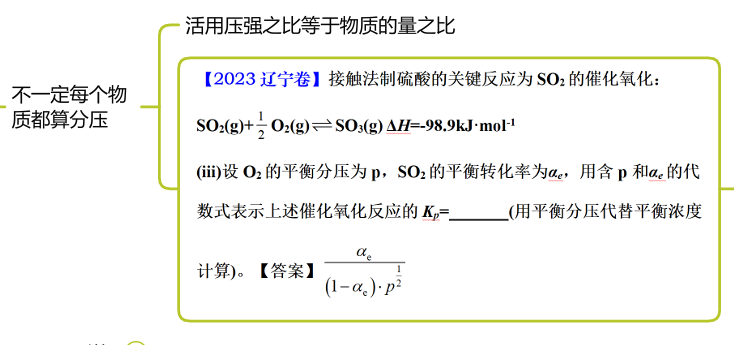 活用压强之比等于物质的量之比
不一定每个物
质都算分压
【2023 辽宁卷】接触法制硫酸的关键反应为 SO₂ 的催化氧化：
SO₂(g)+1/2 O₂(g)⇌SO₃(g) ΔH=-98.9kJ·mol⁻¹
(iii)设 O₂ 的平衡分压为 p，SO₂ 的平衡转化率为αₑ，用含 p 和αₑ的代
数式表示上述催化氧化反应的 Kₚ=_______(用平衡分压代替平衡浓度
计算)。【答案】αₑ/((1−αₑ)·p^(1/2))